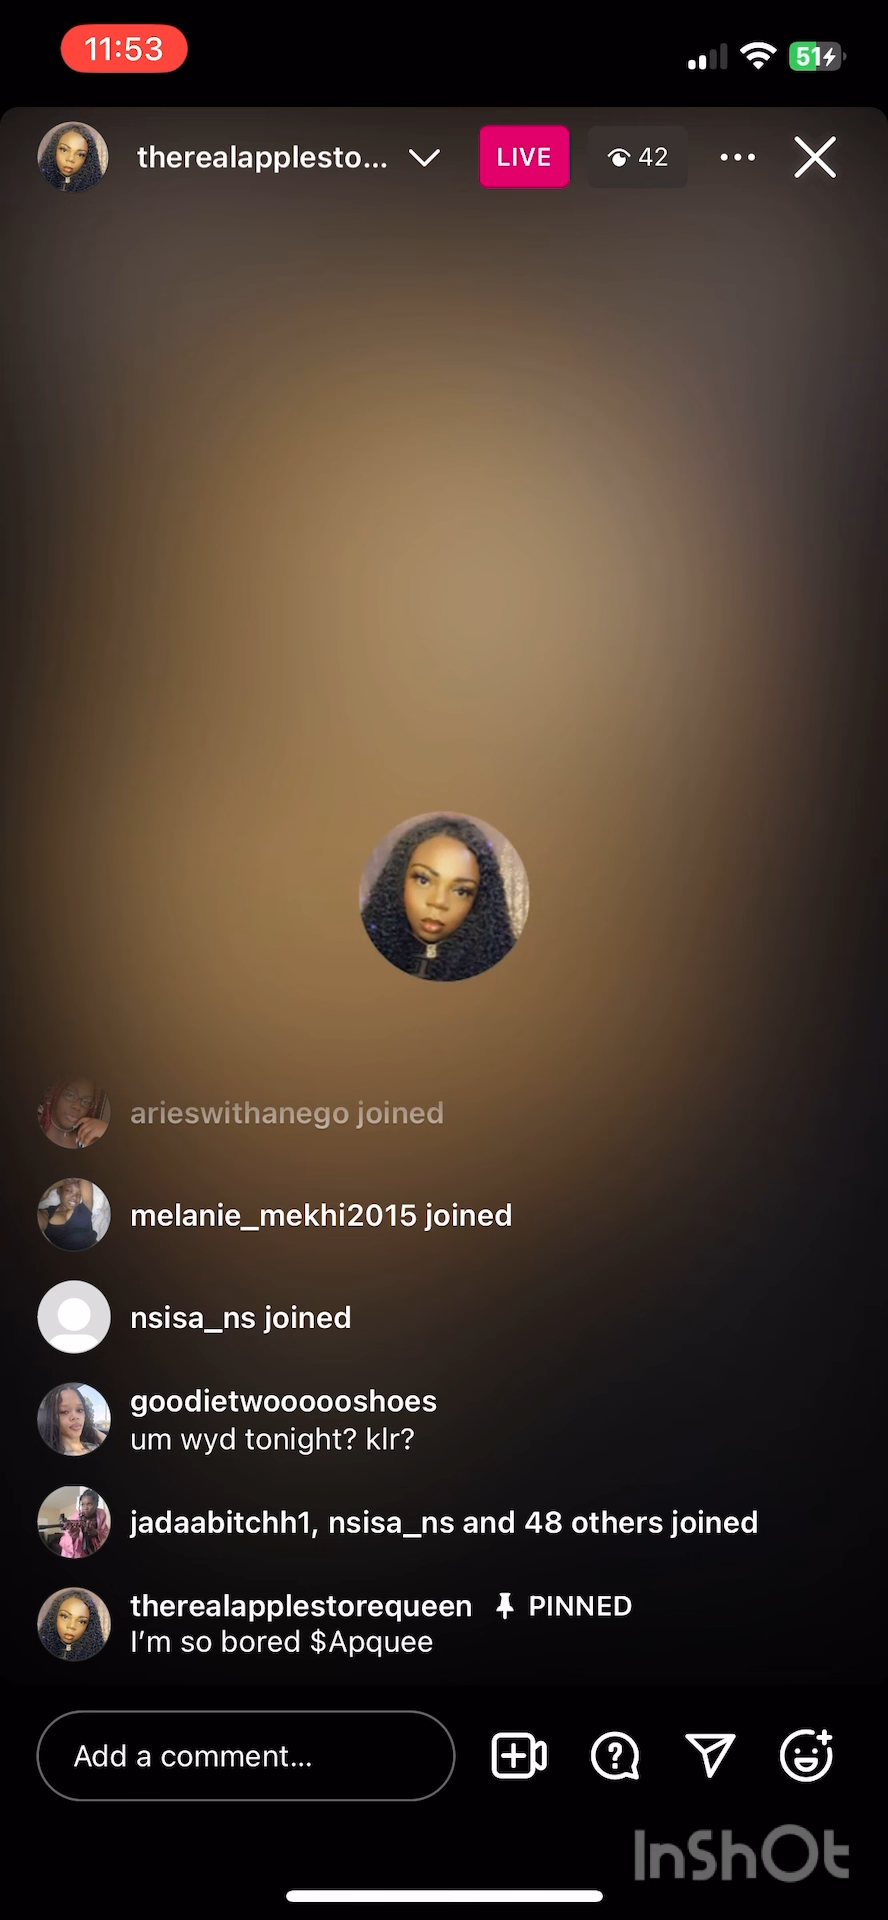 11:53
51
therealapplesto...
LIVE
42
arieswithanego joined
melanie_mekhi2015 joined
nsisa_ns joined
goodietwoooooshoes
um wyd tonight? klr?
jadaabitchh1, nsisa_ns and 48 others joined
therealapplestorequeen PINNED
I'm so bored $Apquee
Add a comment...
InShOt